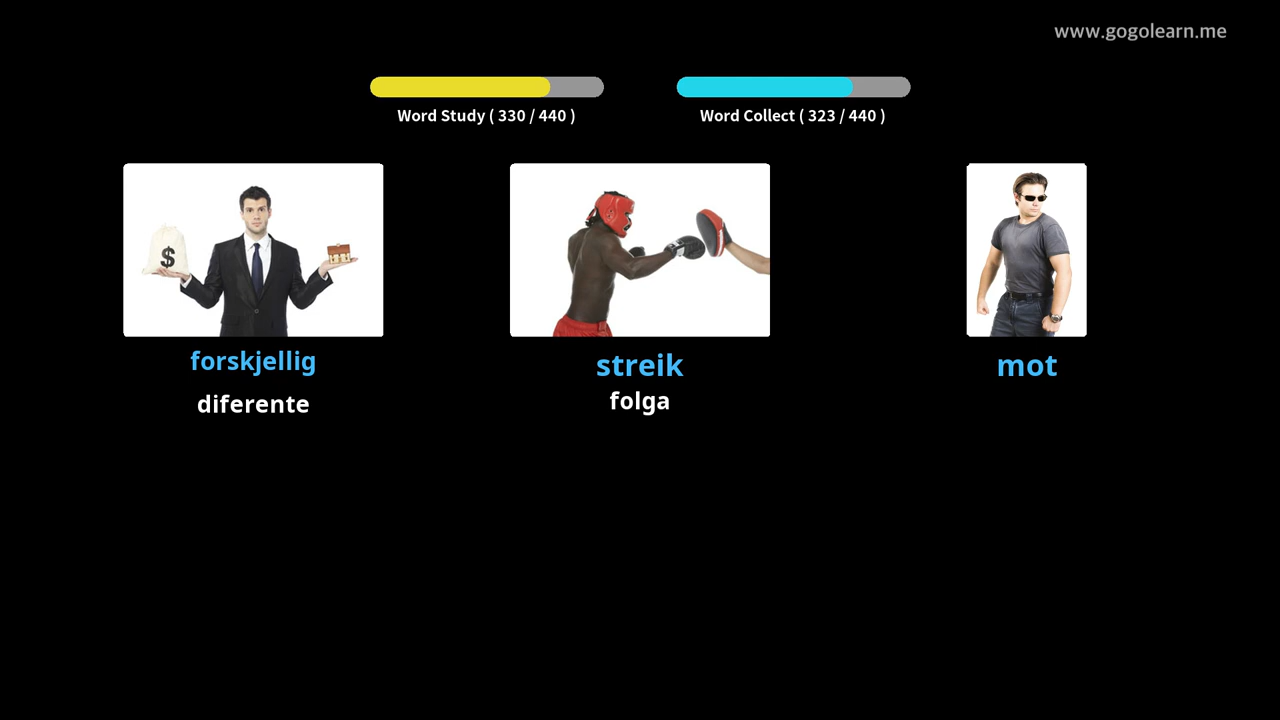 www.gogolearn.me
Word Study ( 330 / 440 )
Word Collect ( 323 / 440 )
$
forskjellig
streik
mot
diferente
folga